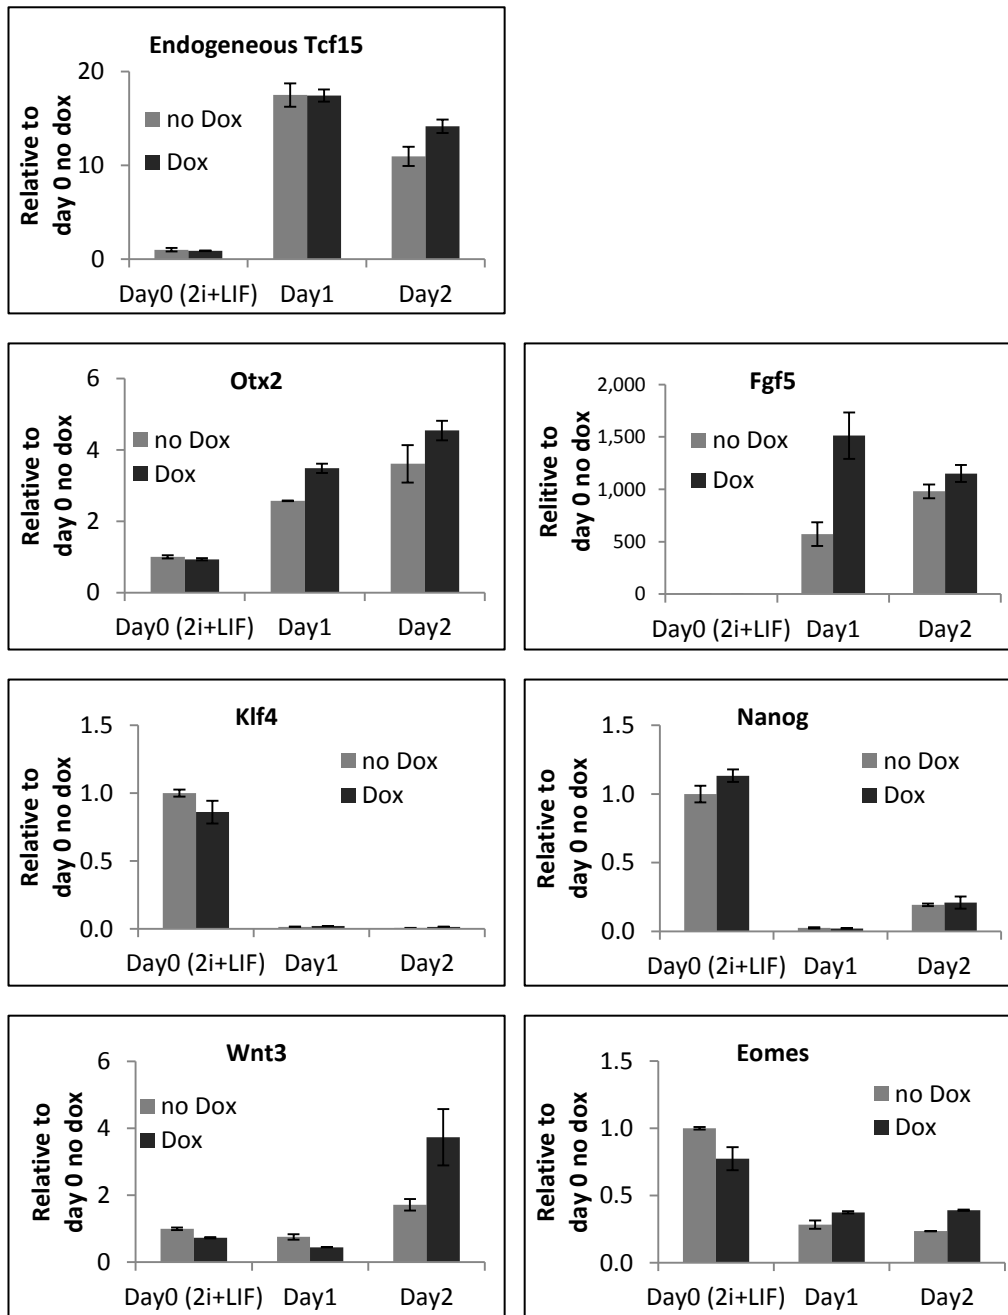 Endogeneous Tcf15
Relative to
day 0 no dox
20
10
0
no Dox
Dox
Day0 (2i+LIF) Day1 Day2
Otx2
Relative to
day 0 no dox
6
4
2
0
no Dox
Dox
Day0 (2i+LIF) Day1 Day2
Fgf5
Relitive to
day 0 no dox
2,000
1,500
1,000
500
0
no Dox
Dox
Day0 (2i+LIF) Day1 Day2
Klf4
Relative to
day 0 no dox
1.5
1.0
0.5
0.0
no Dox
Dox
Day0 (2i+LIF) Day1 Day2
Nanog
Relative to
day 0 no dox
1.5
1.0
0.5
0.0
no Dox
Dox
Day0 (2i+LIF) Day1 Day2
Wnt3
Relative to
day 0 no dox
6
4
2
0
no Dox
Dox
Day0 (2i+LIF) Day1 Day2
Eomes
Relative to
day 0 no dox
1.5
1.0
0.5
0.0
no Dox
Dox
Day0 (2i+LIF) Day1 Day2